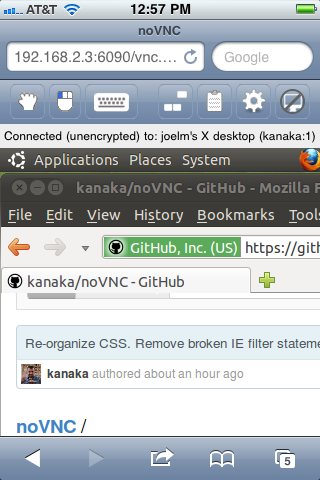 AT&T 12:57 PM
noVNC
192.168.2.3:6090/vnc.... Google
Connected (unencrypted) to: joelm's X desktop (kanaka:1)
Applications Places System
kanaka/noVNC - GitHub - Mozilla F
File Edit View History Bookmarks Tools
GitHub, Inc. (US) https://gith
kanaka/noVNC - GitHub
Re-organize CSS. Remove broken IE filter stateme
kanaka authored about an hour ago
noVNC /
5